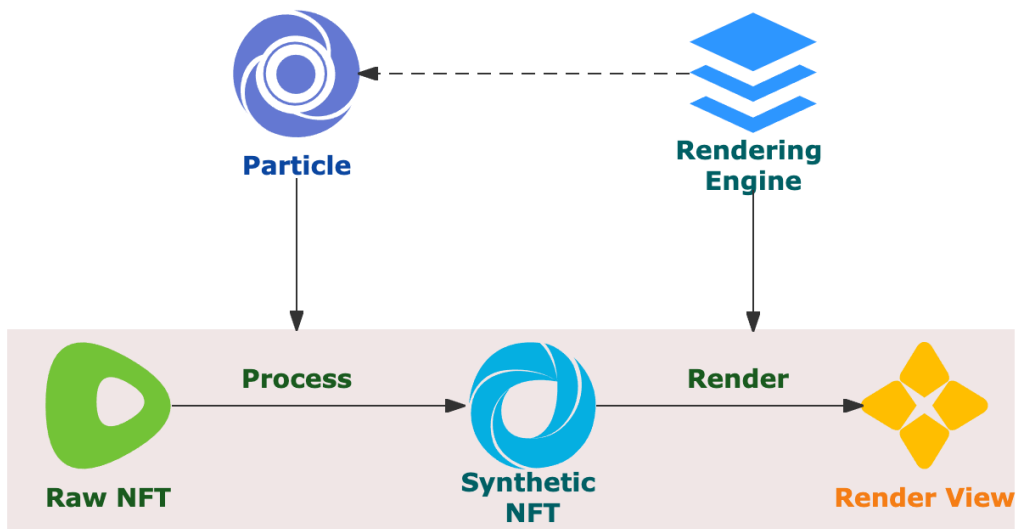 Particle
Rendering
Engine
Process
Render
Raw NFT
Synthetic
NFT
Render View